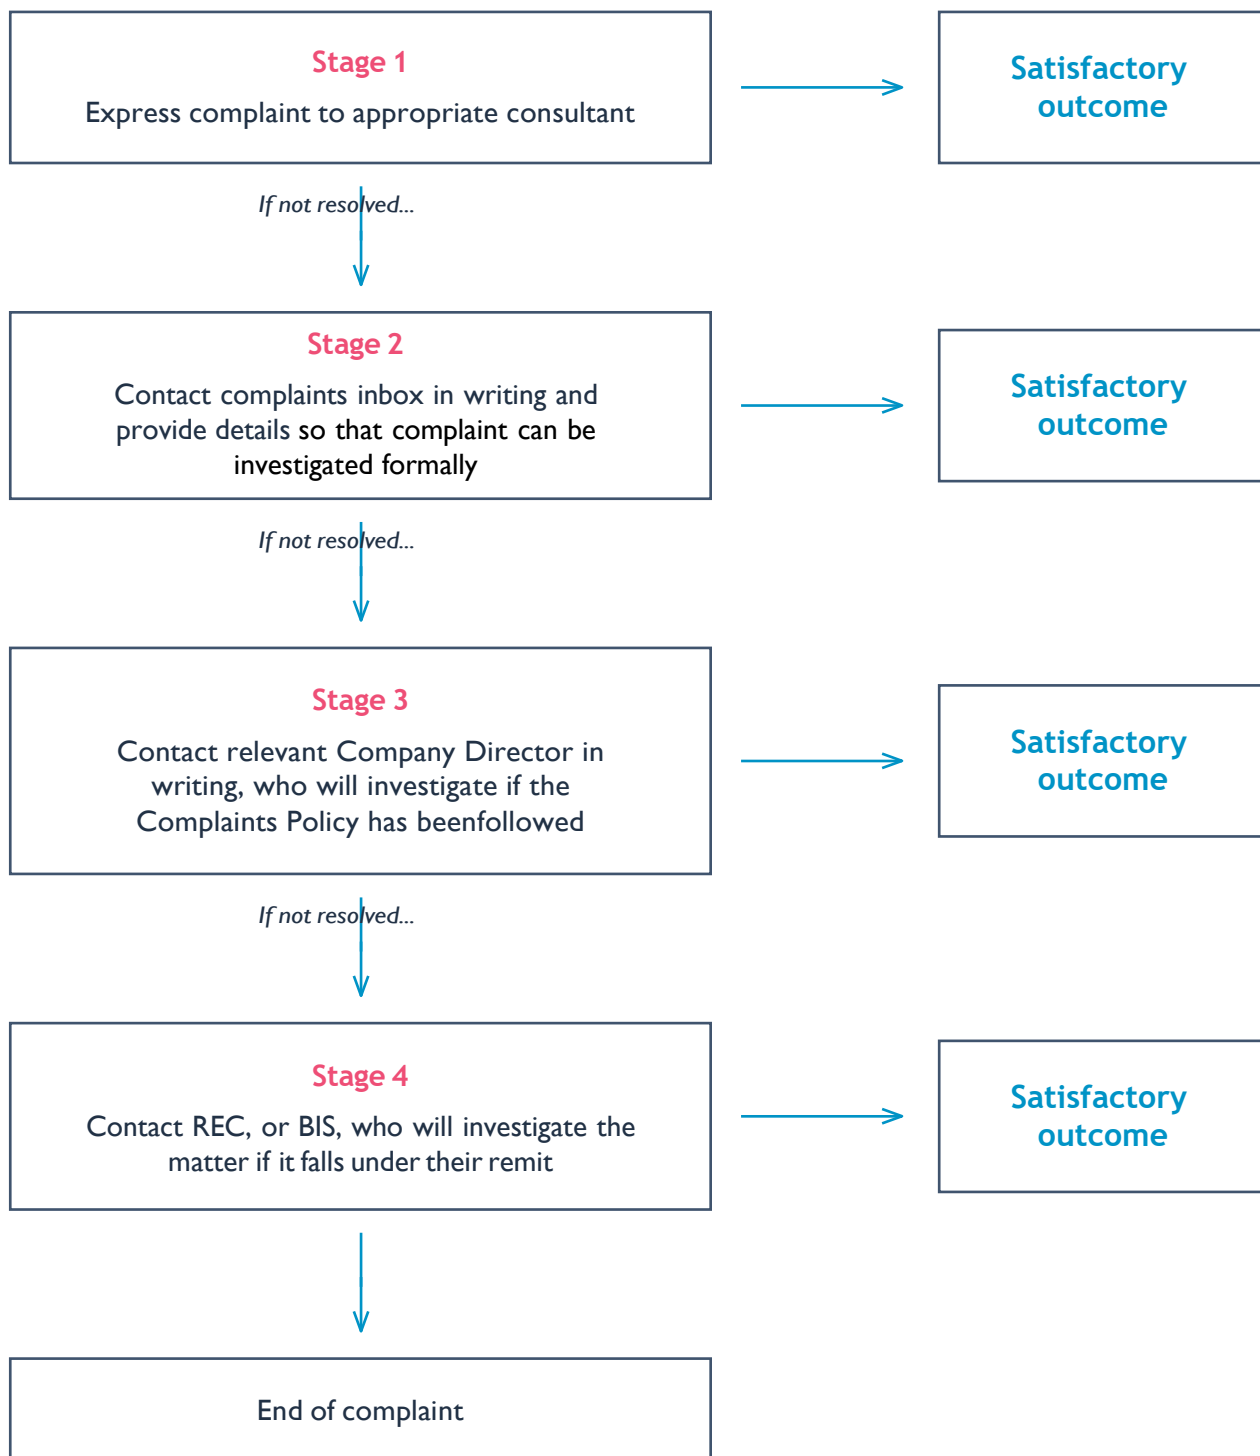 Stage 1
Express complaint to appropriate consultant
Satisfactory
outcome
If not resolved...
Stage 2
Contact complaints inbox in writing and
provide details so that complaint can be
investigated formally
Satisfactory
outcome
If not resolved...
Stage 3
Contact relevant Company Director in
writing, who will investigate if the
Complaints Policy has beenfollowed
Satisfactory
outcome
If not resolved...
Stage 4
Contact REC, or BIS, who will investigate the
matter if it falls under their remit
Satisfactory
outcome
End of complaint